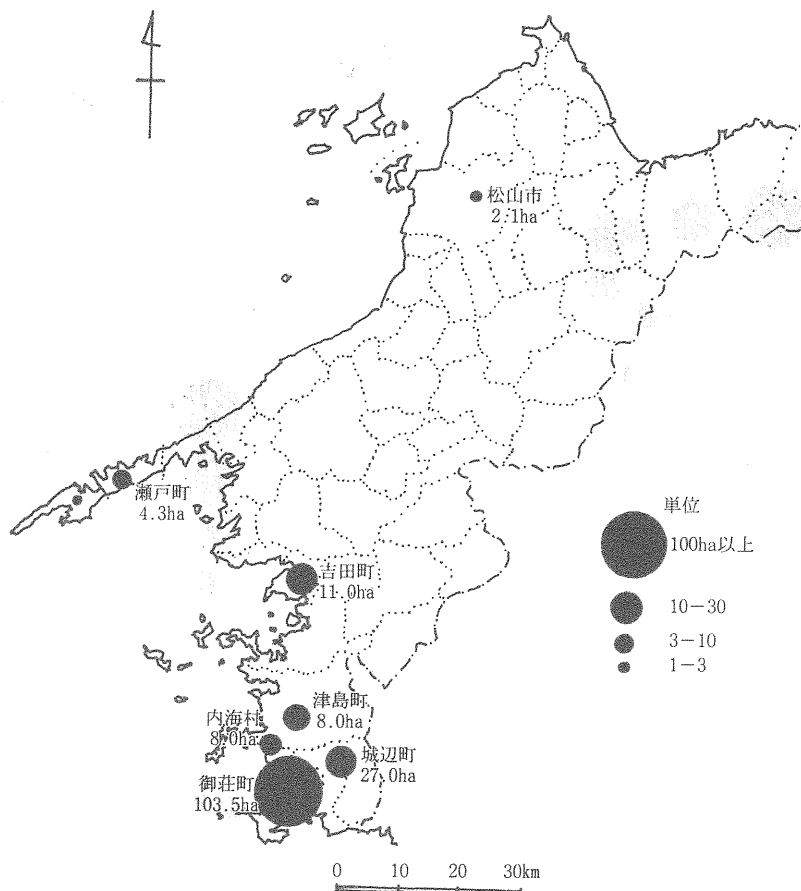 松山市
2.1ha
瀬戸町
4.3ha
吉田町
11.0ha
津島町
8.0ha
内海村
8.0ha
城辺町
27.0ha
御荘町
103.5ha
単位
100ha以上
10－30
3－10
1－3
0 10 20 30km